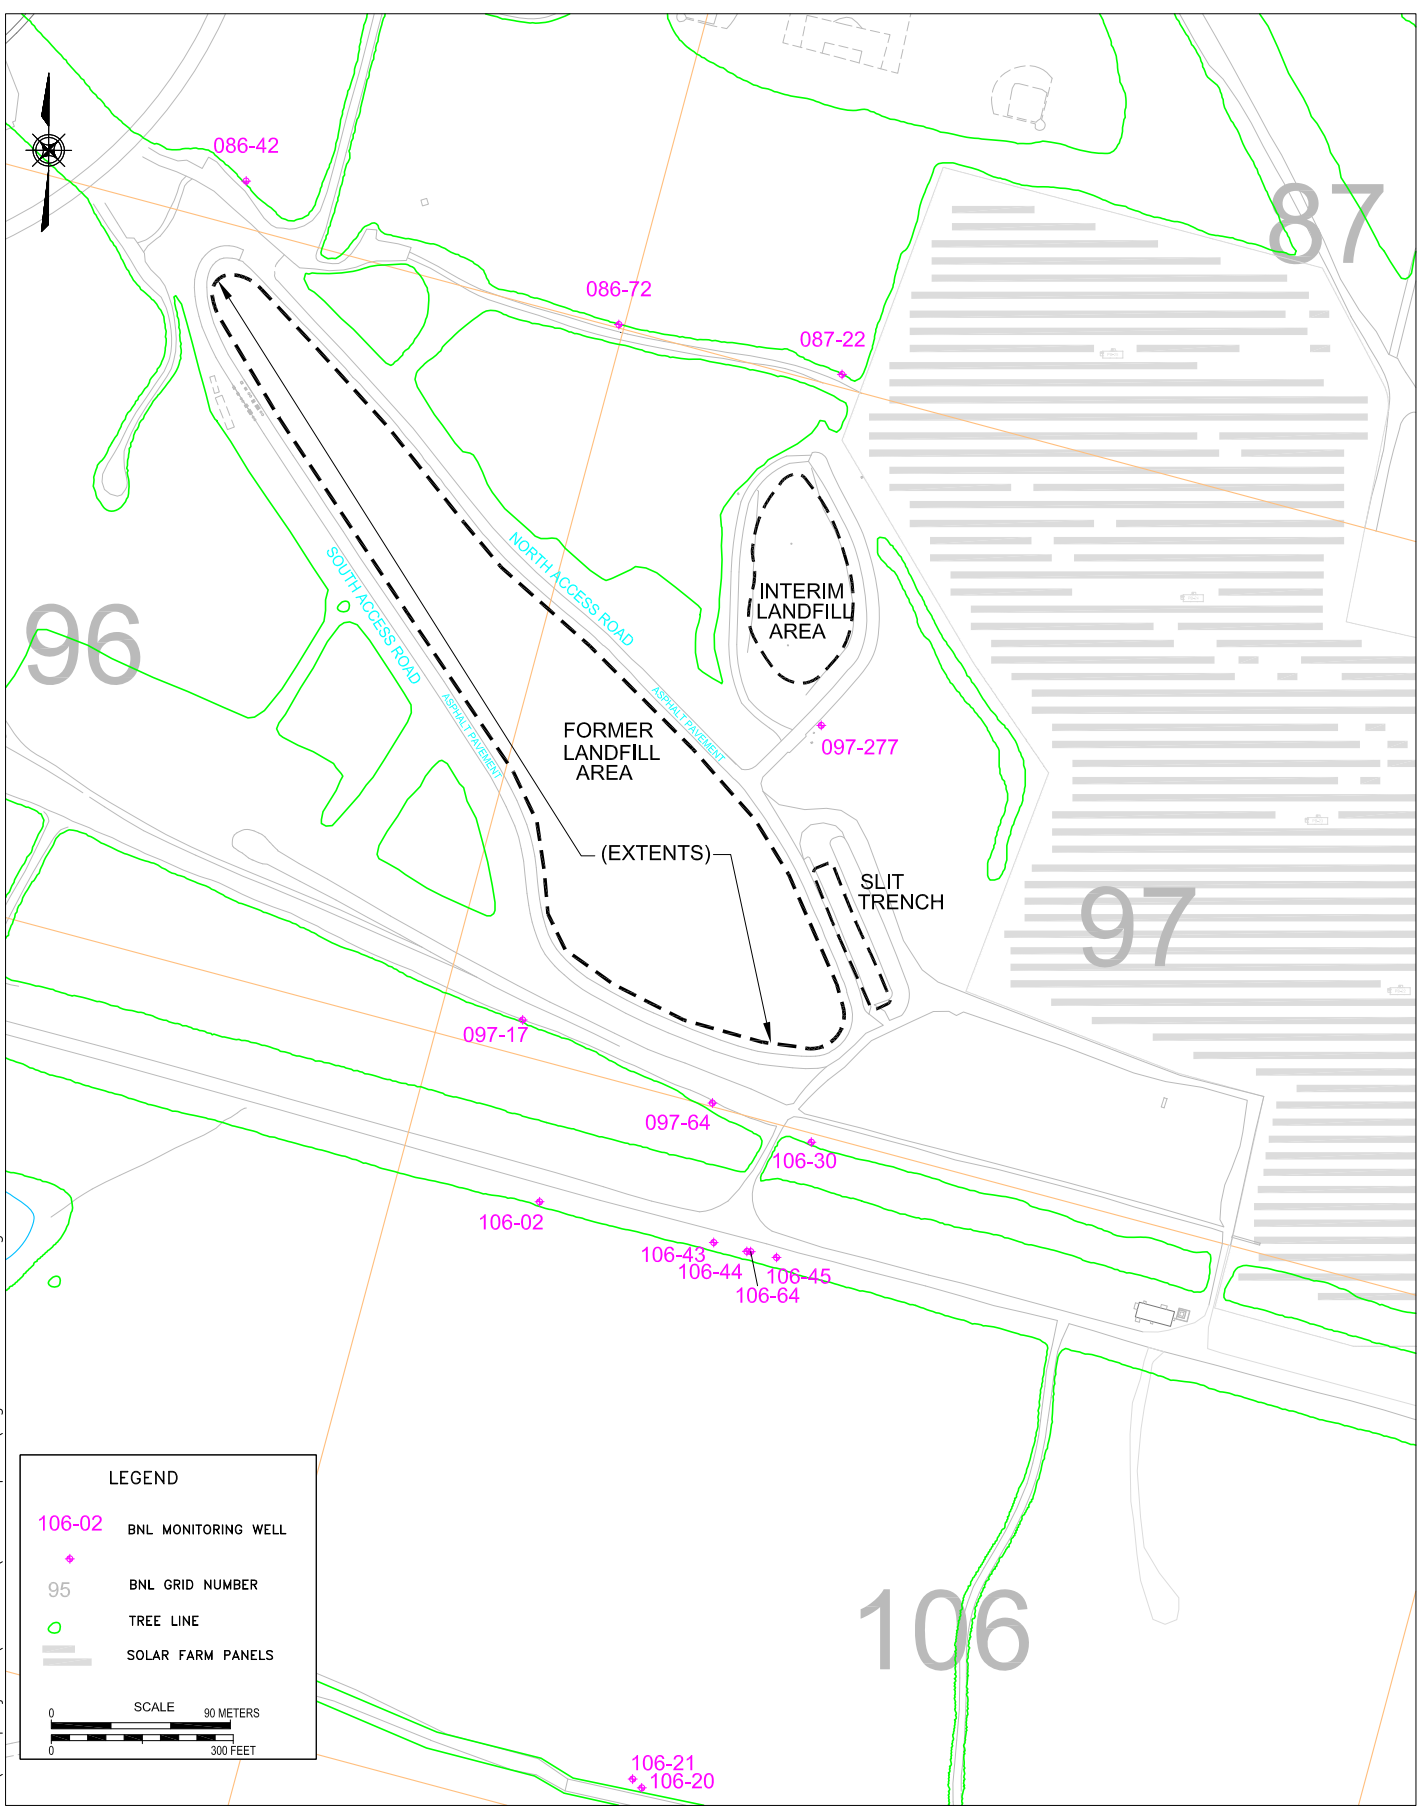 086-42
87
086-72
087-22
NORTH ACCESS ROAD
SOUTH ACCESS ROAD
INTERIM
LANDFILL
AREA
96
ASPHALT PAVEMENT
ASPHALT PAVEMENT
FORMER
LANDFILL
AREA
097-277
(EXTENTS)
SLIT
TRENCH
97
097-17
097-64
106-30
106-02
106-43
106-44
106-45
106-64
LEGEND
106-02
BNL MONITORING WELL
95
BNL GRID NUMBER
TREE LINE
SOLAR FARM PANELS
SCALE
0
90 METERS
0
300 FEET
106
106-21
106-20